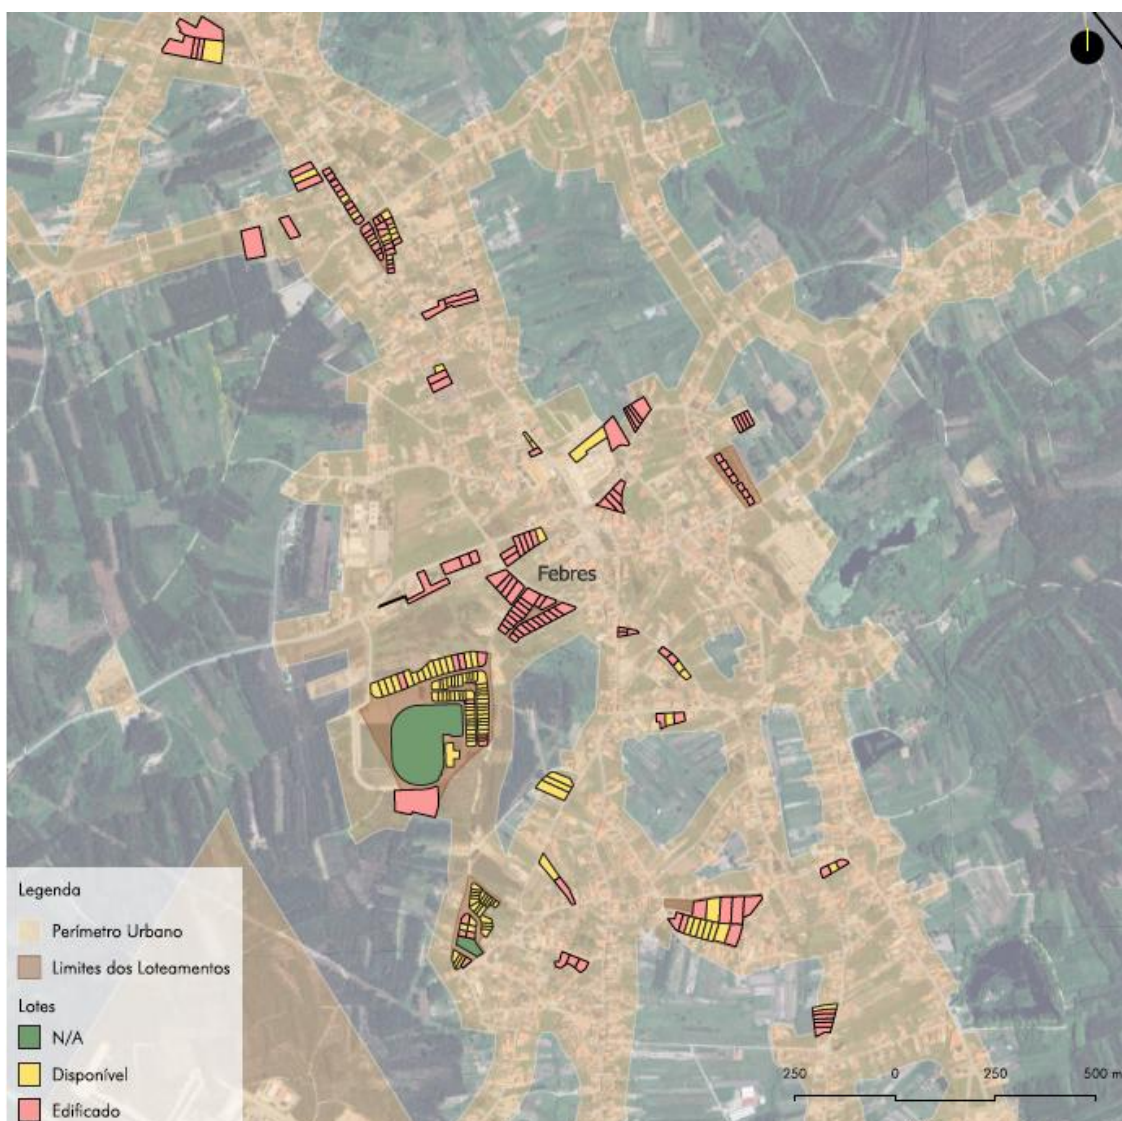 Febres
Legenda
Perímetro Urbano
Limites dos Loteamentos
Lotes
N/A
Disponível
Edificado
250 0 250 500 m